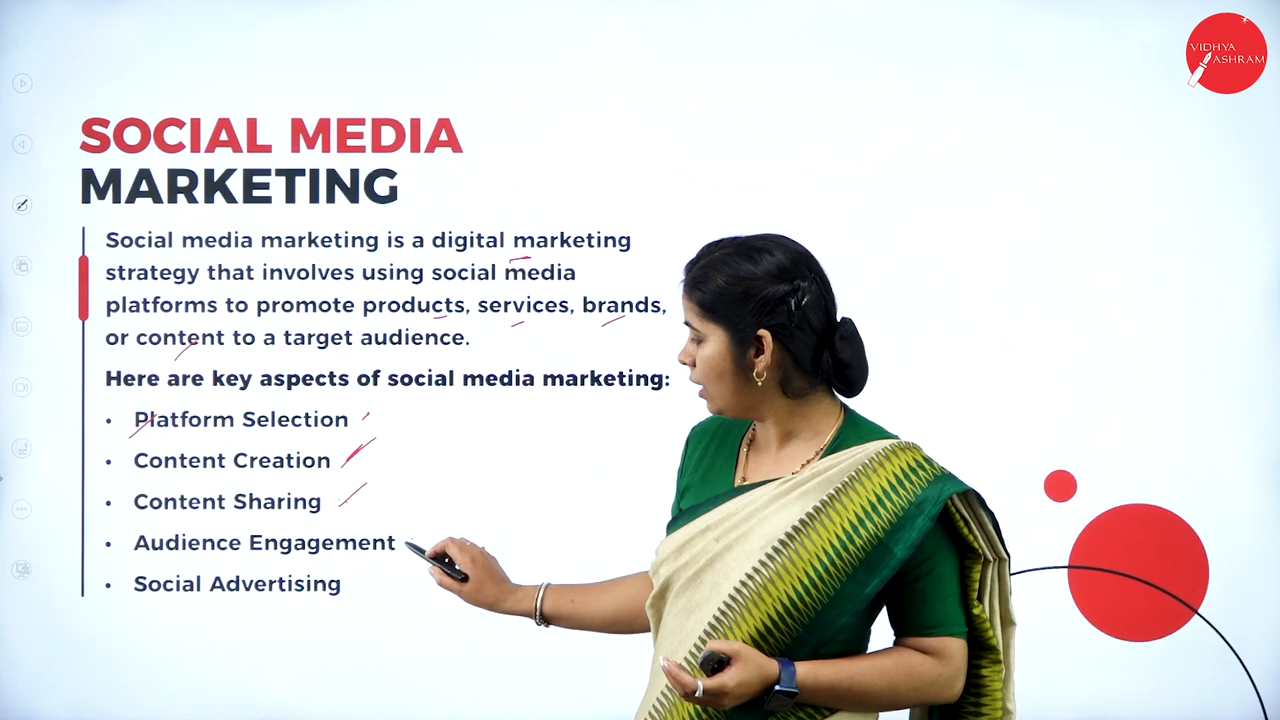 VIDHYA
ASHRAM
SOCIAL MEDIA
MARKETING
Social media marketing is a digital marketing
strategy that involves using social media
platforms to promote products, services, brands,
or content to a target audience.
Here are key aspects of social media marketing:
• Platform Selection
• Content Creation
• Content Sharing
• Audience Engagement
• Social Advertising